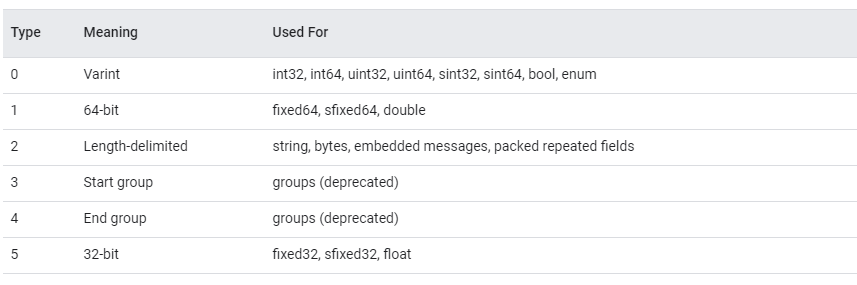 Type Meaning Used For
0 Varint int32, int64, uint32, uint64, sint32, sint64, bool, enum
1 64-bit fixed64, sfixed64, double
2 Length-delimited string, bytes, embedded messages, packed repeated fields
3 Start group groups (deprecated)
4 End group groups (deprecated)
5 32-bit fixed32, sfixed32, float